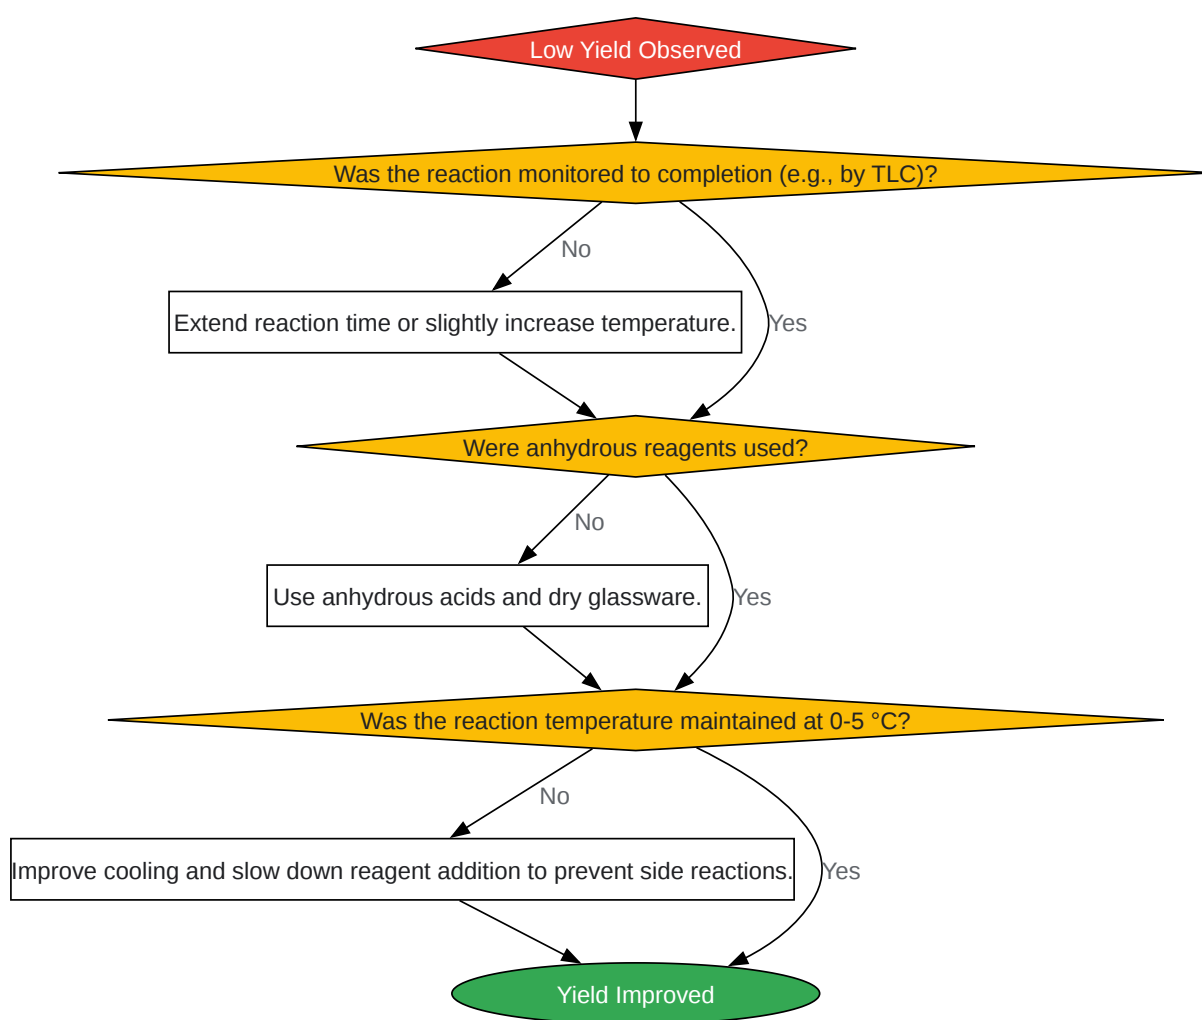 Low Yield Observed
Was the reaction monitored to completion (e.g., by TLC)?
No
Extend reaction time or slightly increase temperature.
Yes
Were anhydrous reagents used?
No
Use anhydrous acids and dry glassware.
Yes
Was the reaction temperature maintained at 0-5 °C?
No
Improve cooling and slow down reagent addition to prevent side reactions.
Yes
Yield Improved